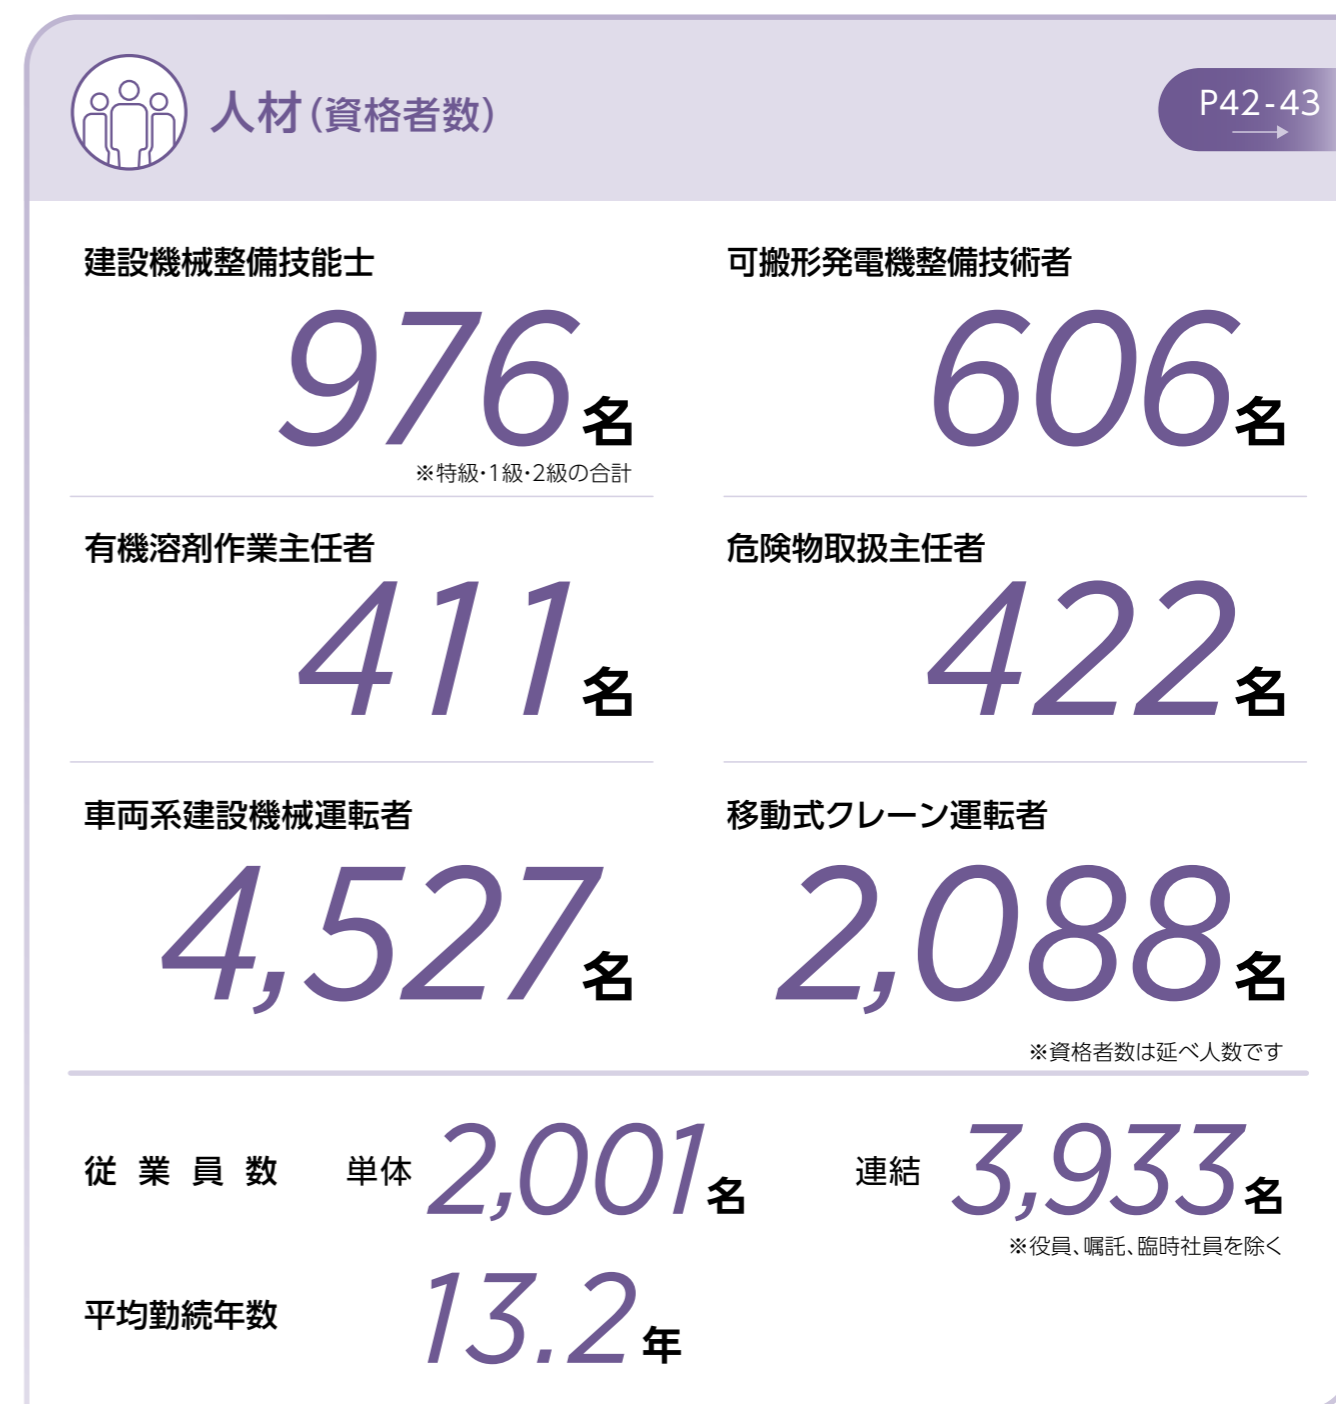 人材(資格者数)
P42-43
建設機械整備技能士
976名
※特級・1級・2級の合計
可搬形発電機整備技術者
606名
有機溶剤作業主任者
411名
危険物取扱主任者
422名
車両系建設機械運転者
4,527名
移動式クレーン運転者
2,088名
※資格者数は延べ人数です
従業員数 単体 2,001名 連結 3,933名
※役員、嘱託、臨時社員を除く
平均勤続年数 13.2年